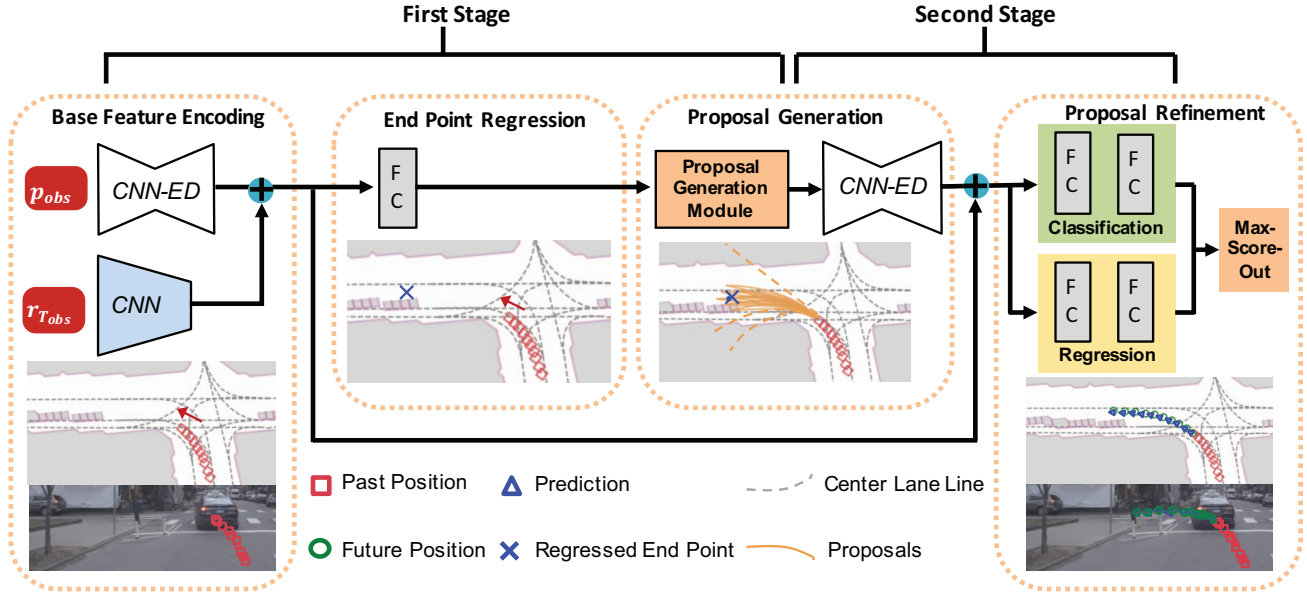 First Stage
Second Stage
Base Feature Encoding
p_obs
CNN-ED
r_T_obs
CNN
End Point Regression
F
C
Proposal Generation
Proposal
Generation
Module
CNN-ED
Proposal Refinement
F
C
F
C
Classification
F
C
F
C
Regression
Max-
Score-
Out
Past Position
Prediction
Center Lane Line
Future Position
Regressed End Point
Proposals